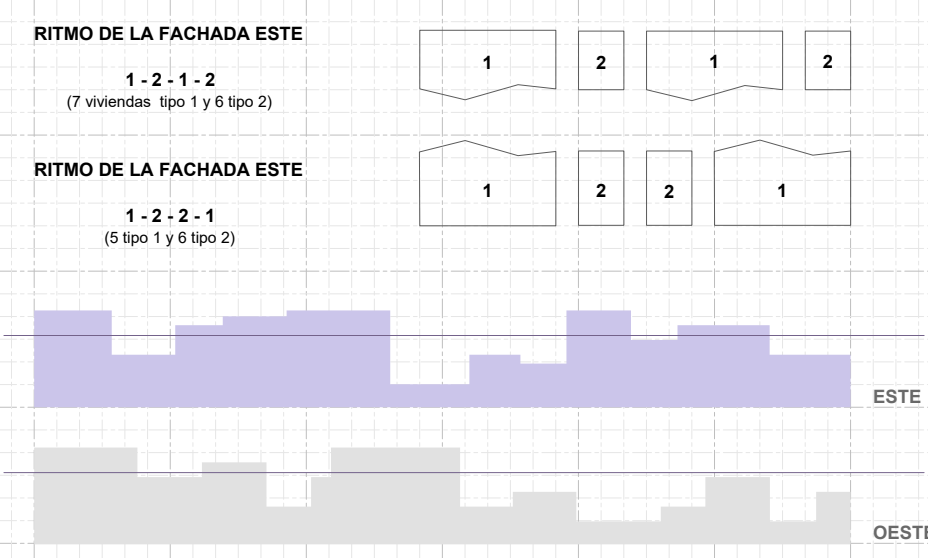 RITMO DE LA FACHADA ESTE
1 - 2 - 1 - 2
(7 viviendas tipo 1 y 6 tipo 2)
1
2
1
2
RITMO DE LA FACHADA ESTE
1 - 2 - 2 - 1
(5 tipo 1 y 6 tipo 2)
1
2
2
1
ESTE
OESTE